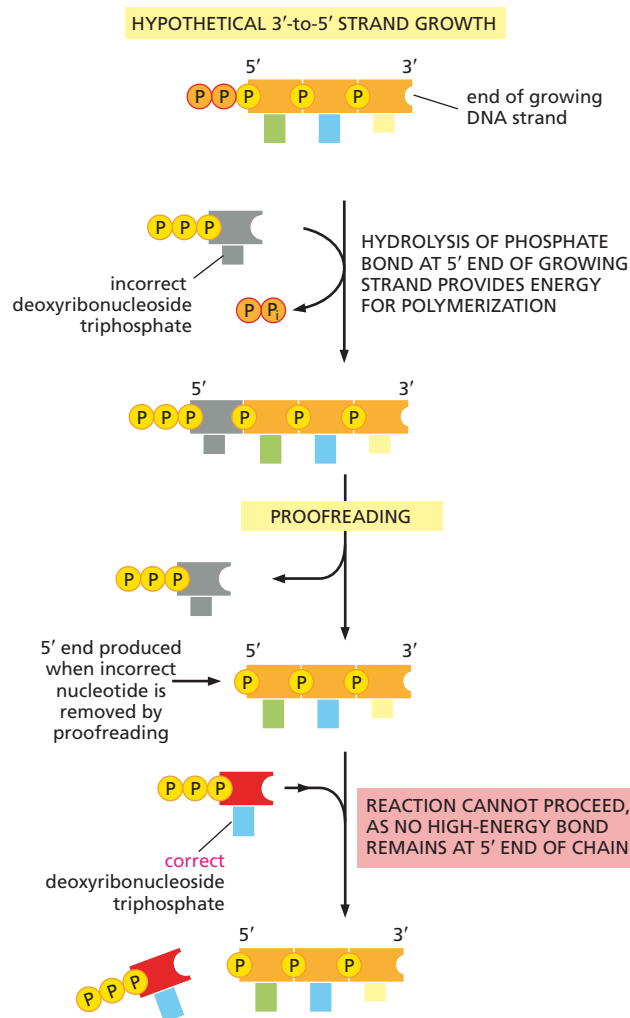 HYPOTHETICAL 3′-to-5′ STRAND GROWTH
5′ 3′
P P P P P
end of growing
DNA strand
P P P
incorrect
deoxyribonucleoside
triphosphate
P Pi
HYDROLYSIS OF PHOSPHATE
BOND AT 5′ END OF GROWING
STRAND PROVIDES ENERGY
FOR POLYMERIZATION
5′ 3′
P P P P P P
PROOFREADING
P P P
5′ end produced
when incorrect
nucleotide is
removed by
proofreading
5′ 3′
P P P
P P P
correct
deoxyribonucleoside
triphosphate
REACTION CANNOT PROCEED,
AS NO HIGH-ENERGY BOND
REMAINS AT 5′ END OF CHAIN
5′ 3′
P P P
P P P